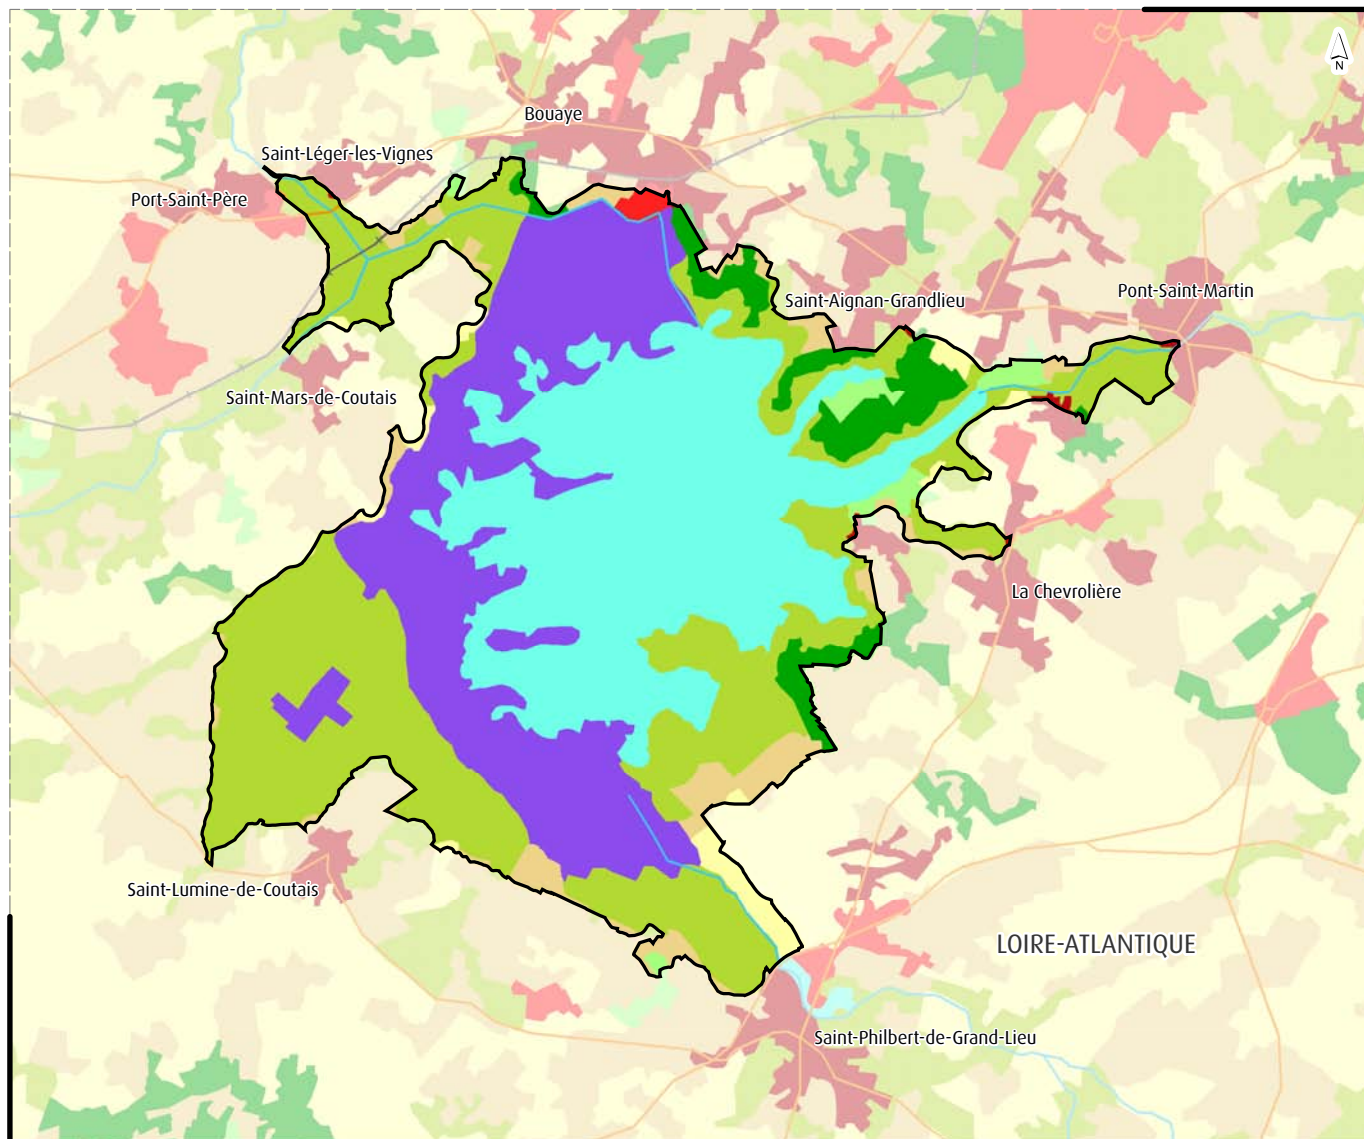 N
Bouaye
Saint-Léger-les-Vignes
Port-Saint-Père
Saint-Aignan-Grandlieu
Pont-Saint-Martin
Saint-Mars-de-Coutais
La Chevrolière
Saint-Lumine-de-Coutais
LOIRE-ATLANTIQUE
Saint-Philbert-de-Grand-Lieu